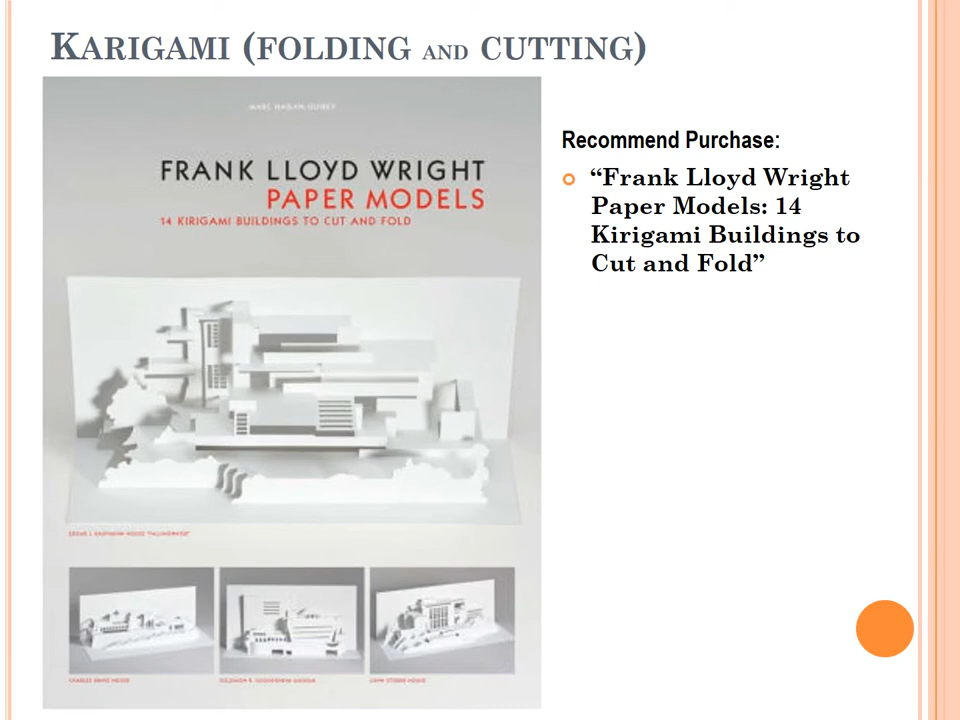 KARIGAMI (FOLDING AND CUTTING)
MARC HAGAN-GUIREY
FRANK LLOYD WRIGHT
PAPER MODELS
14 KIRIGAMI BUILDINGS TO CUT AND FOLD
Recommend Purchase:
“Frank Lloyd Wright
Paper Models: 14
Kirigami Buildings to
Cut and Fold”